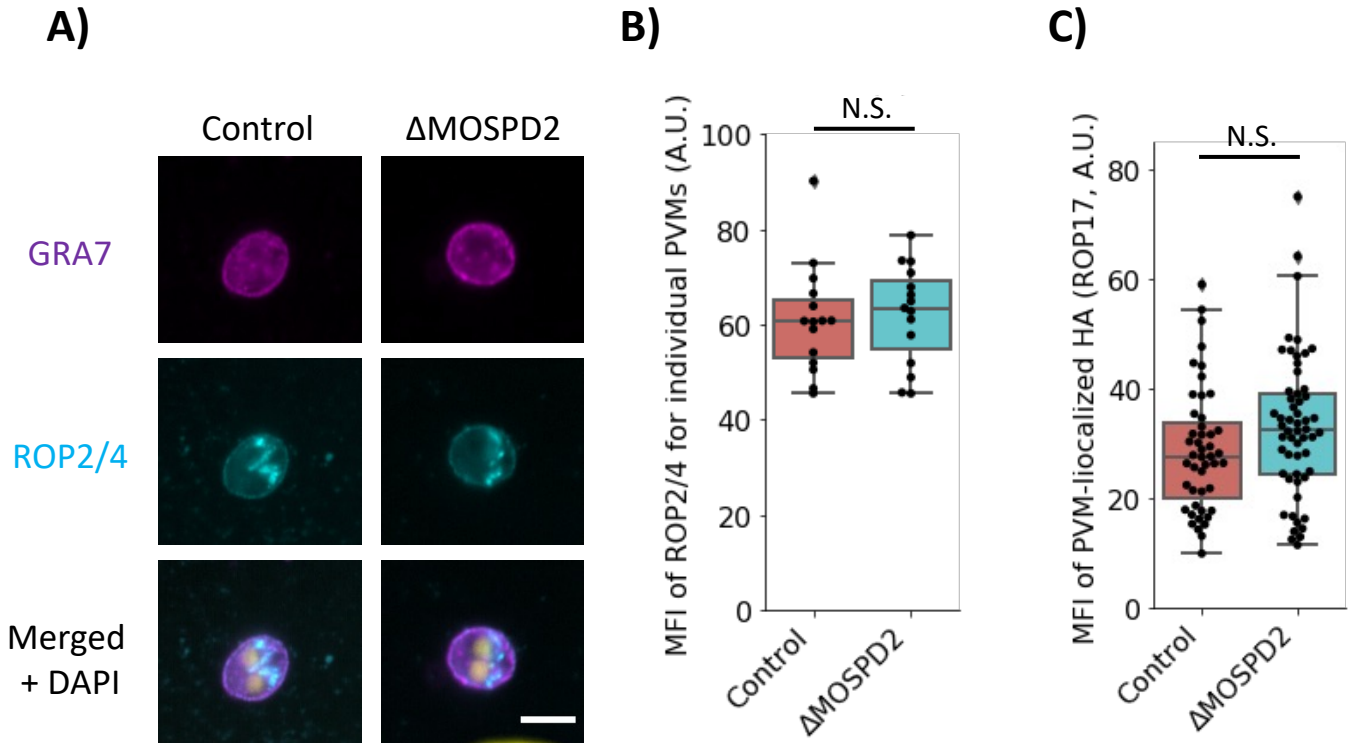 A)
Control
ΔMOSPD2
GRA7
ROP2/4
Merged
+ DAPI
B)
MFI of ROP2/4 for individual PVMs (A.U.)
N.S.
100
80
60
40
20
0
Control
ΔMOSPD2
C)
MFI of PVM-liocalized HA (ROP17, A.U.)
N.S.
80
60
40
20
0
Control
ΔMOSPD2